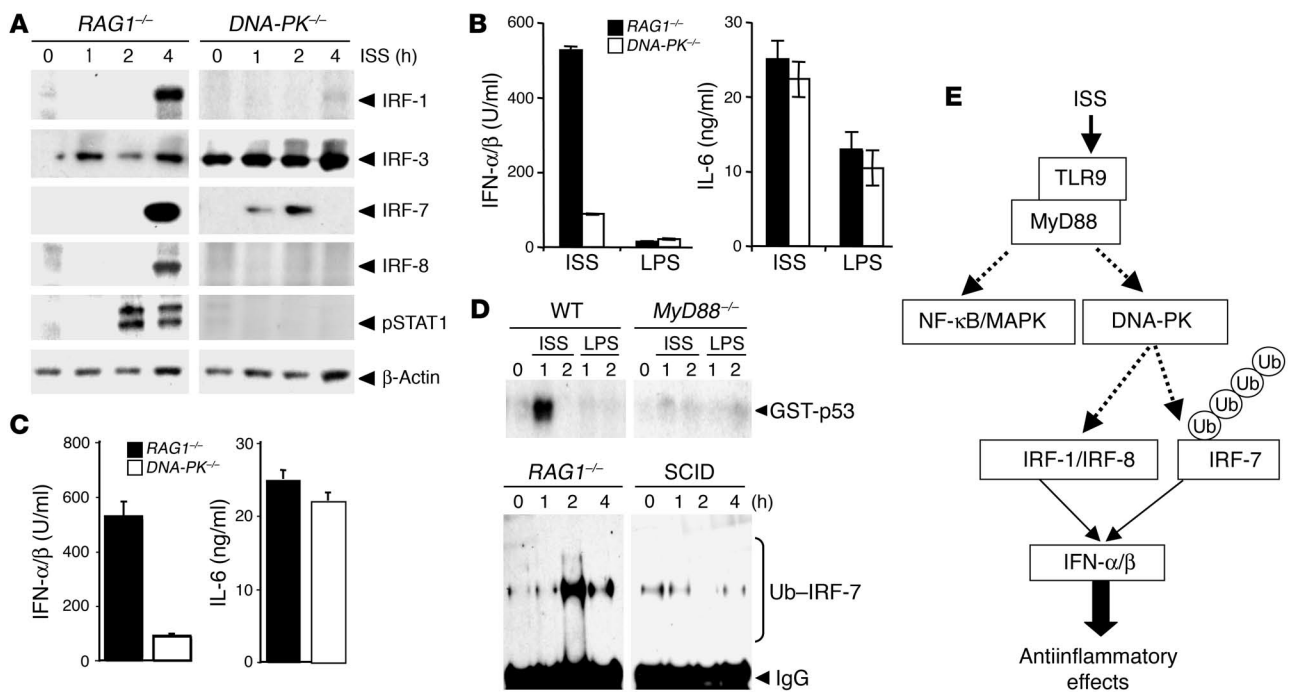 A
RAG1–/–
DNA-PK–/–
0 1 2 4 0 1 2 4 ISS (h)
IRF-1
IRF-3
IRF-7
IRF-8
pSTAT1
β-Actin
B
600
400
200
0
IFN-α/β (U/ml)
RAG1–/–
DNA-PK–/–
ISS LPS
30
20
10
0
IL-6 (ng/ml)
ISS LPS
C
800
600
400
200
0
IFN-α/β (U/ml)
RAG1–/–
DNA-PK–/–
30
20
10
0
IL-6 (ng/ml)
D
WT MyD88–/–
ISS LPS ISS LPS
0 1 2 1 2 0 1 2 1 2
GST-p53
RAG1–/– SCID
0 1 2 4 0 1 2 4 (h)
Ub–IRF-7
IgG
E
ISS
TLR9
MyD88
NF-κB/MAPK
DNA-PK
Ub
Ub
Ub
Ub
IRF-1/IRF-8
IRF-7
IFN-α/β
Antiinflammatory
effects